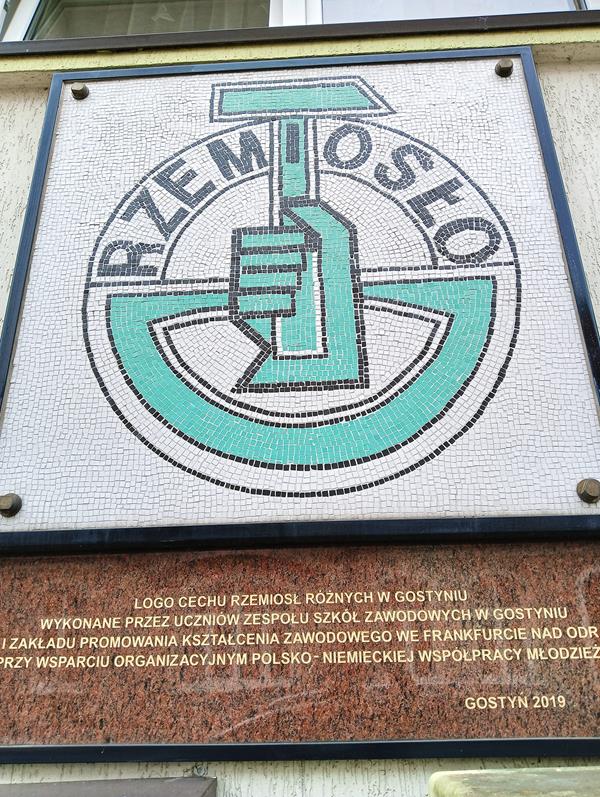 RZEMIOSŁO
LOGO CECHU RZEMIOSŁ RÓŻNYCH W GOSTYNIU
WYKONANE PRZEZ UCZNIÓW ZESPOŁU SZKÓŁ ZAWODOWYCH W GOSTYNIU
I ZAKŁADU PROMOWANIA KSZTAŁCENIA ZAWODOWEGO WE FRANKFURCIE NAD ODR
PRZY WSPARCIU ORGANIZACYJNYM POLSKO-NIEMIECKIEJ WSPÓŁPRACY MŁODZIEŻ
GOSTYŃ 2019